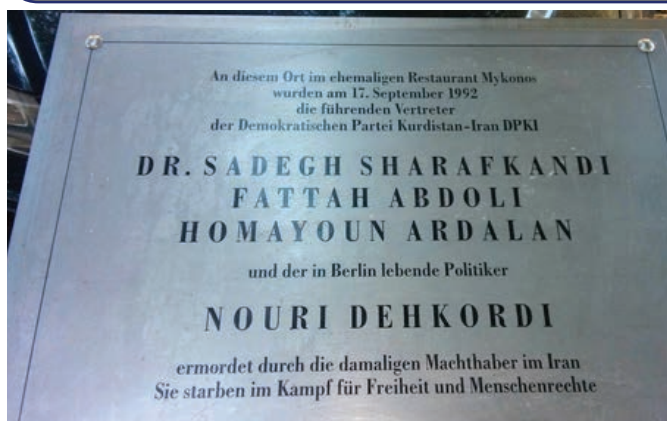 An diesem Ort im ehemaligen Restaurant Mykonos
wurden am 17. September 1992
die führenden Vertreter
der Demokratischen Partei Kurdistan-Iran DPKI
DR. SADEGH SHARAFKANDI
FATTAH ABDOLI
HOMAYOUN ARDALAN
und der in Berlin lebende Politiker
NOURI DEHKORDI
ermordet durch die damaligen Machthaber im Iran
Sie starben im Kampf für Freiheit und Menschenrechte